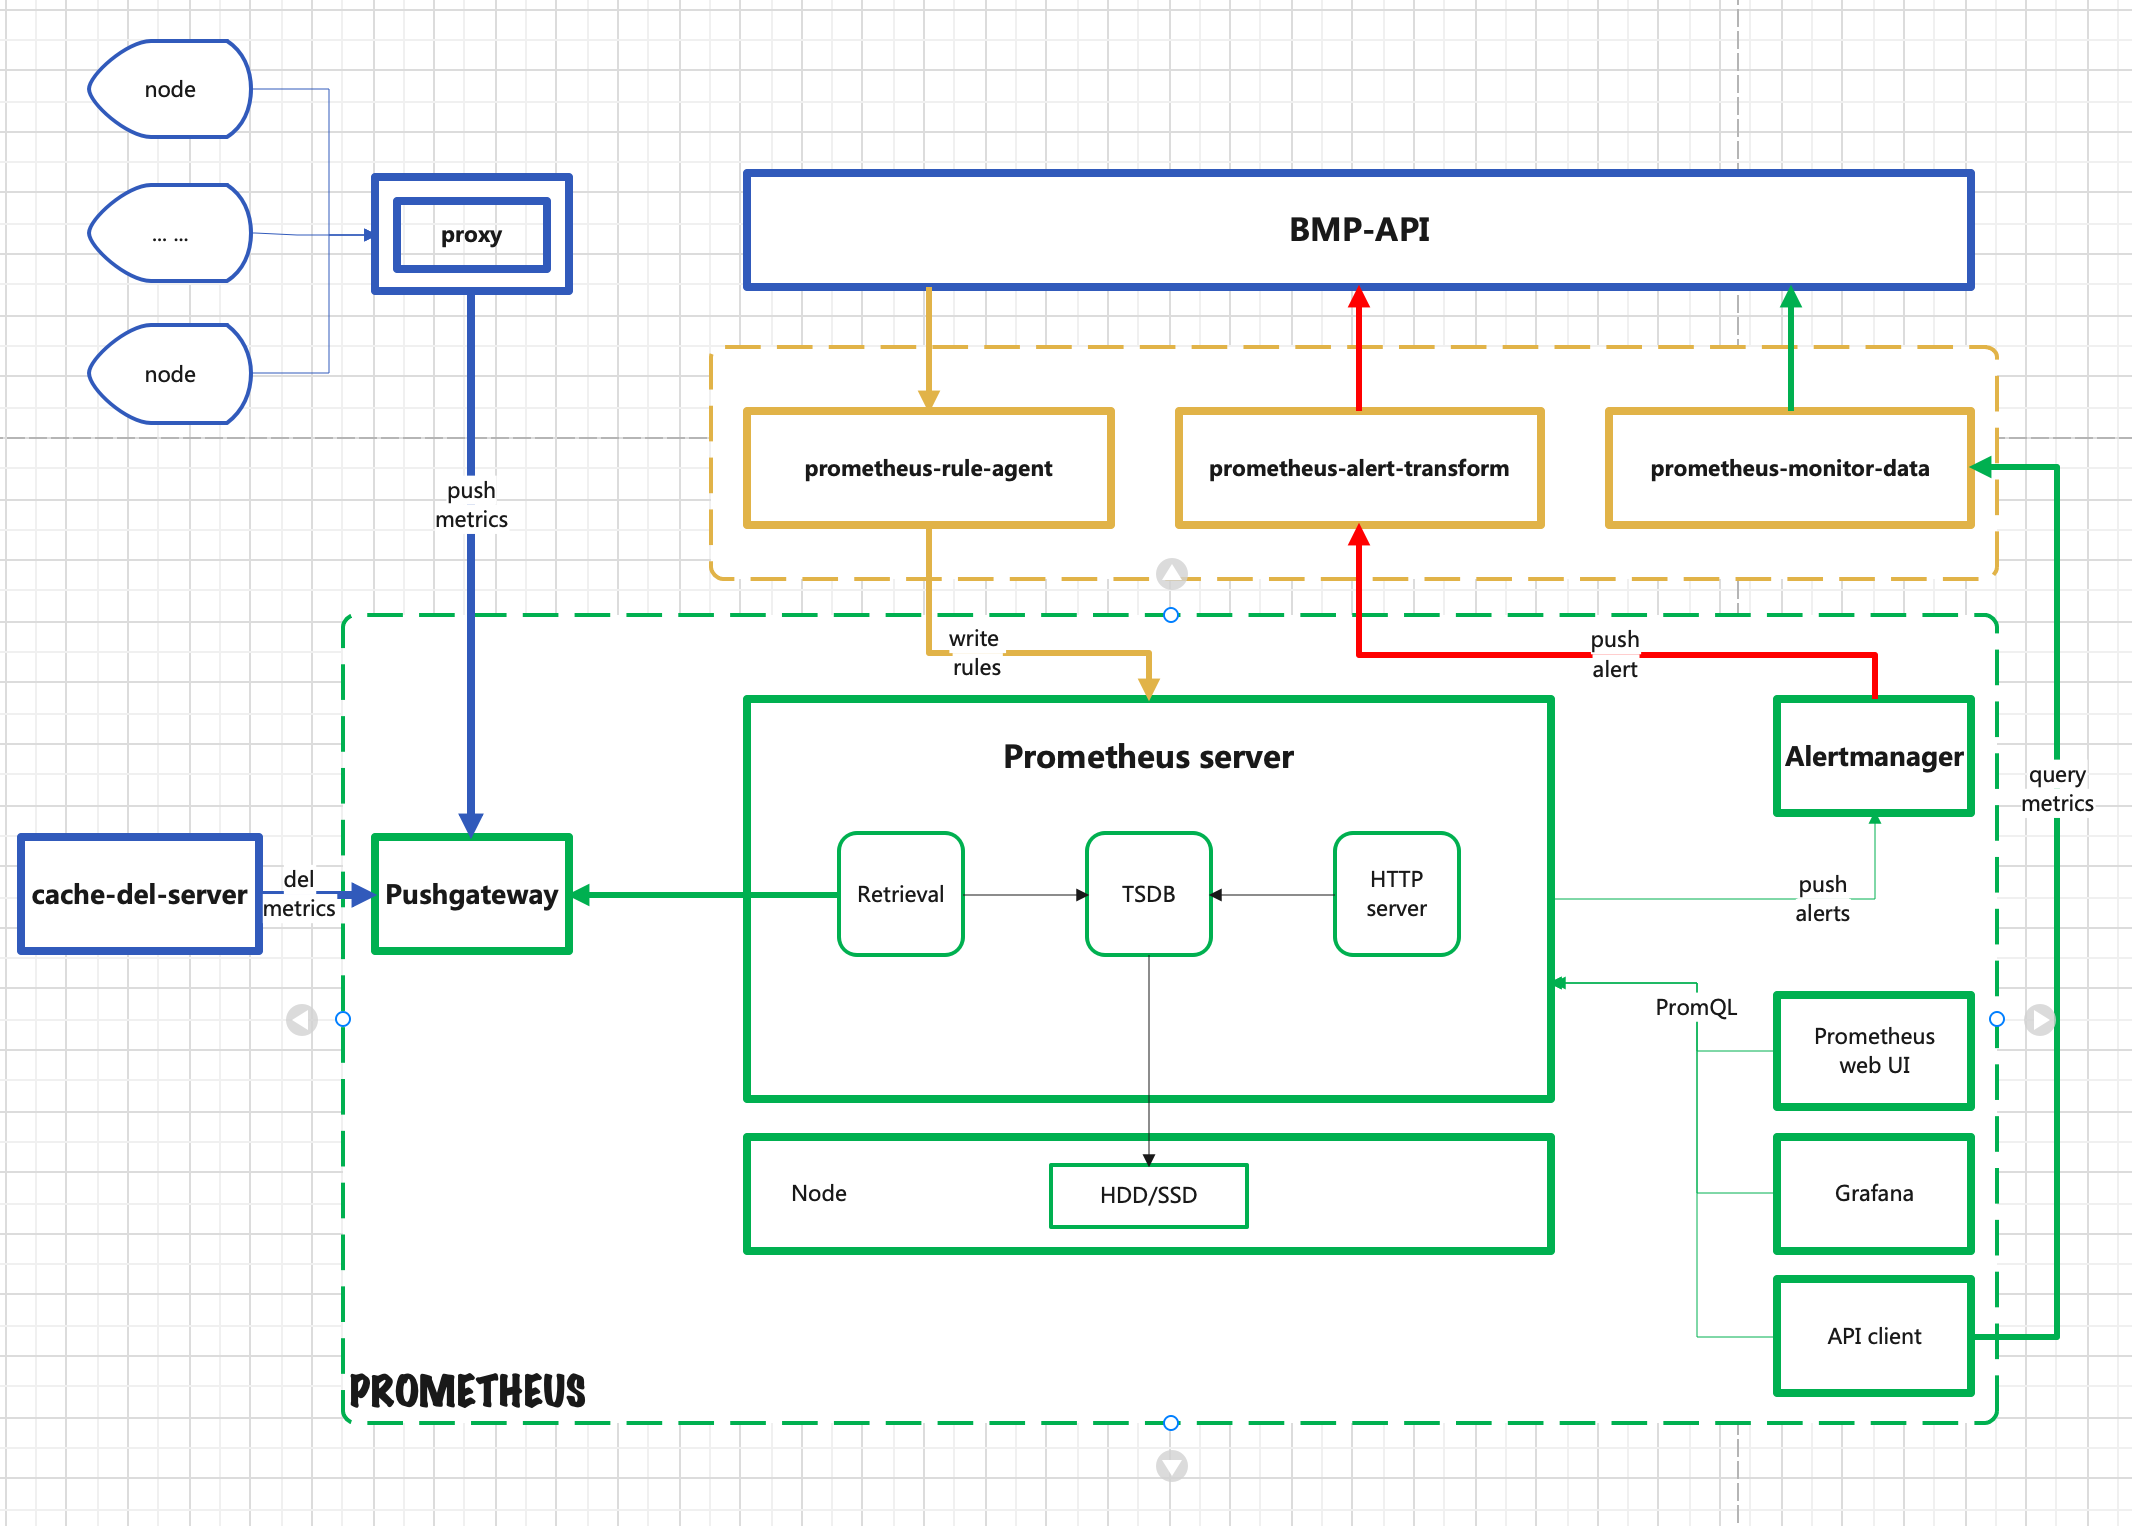 node
... ...
node
proxy
BMP-API
prometheus-rule-agent
prometheus-alert-transform
prometheus-monitor-data
push
metrics
write
rules
push
alert
Prometheus server
Alertmanager
query
metrics
cache-del-server
del
metrics
Pushgateway
Retrieval
TSDB
HTTP
server
push
alerts
PromQL
Prometheus
web UI
Node
HDD/SSD
Grafana
API client
PROMETHEUS